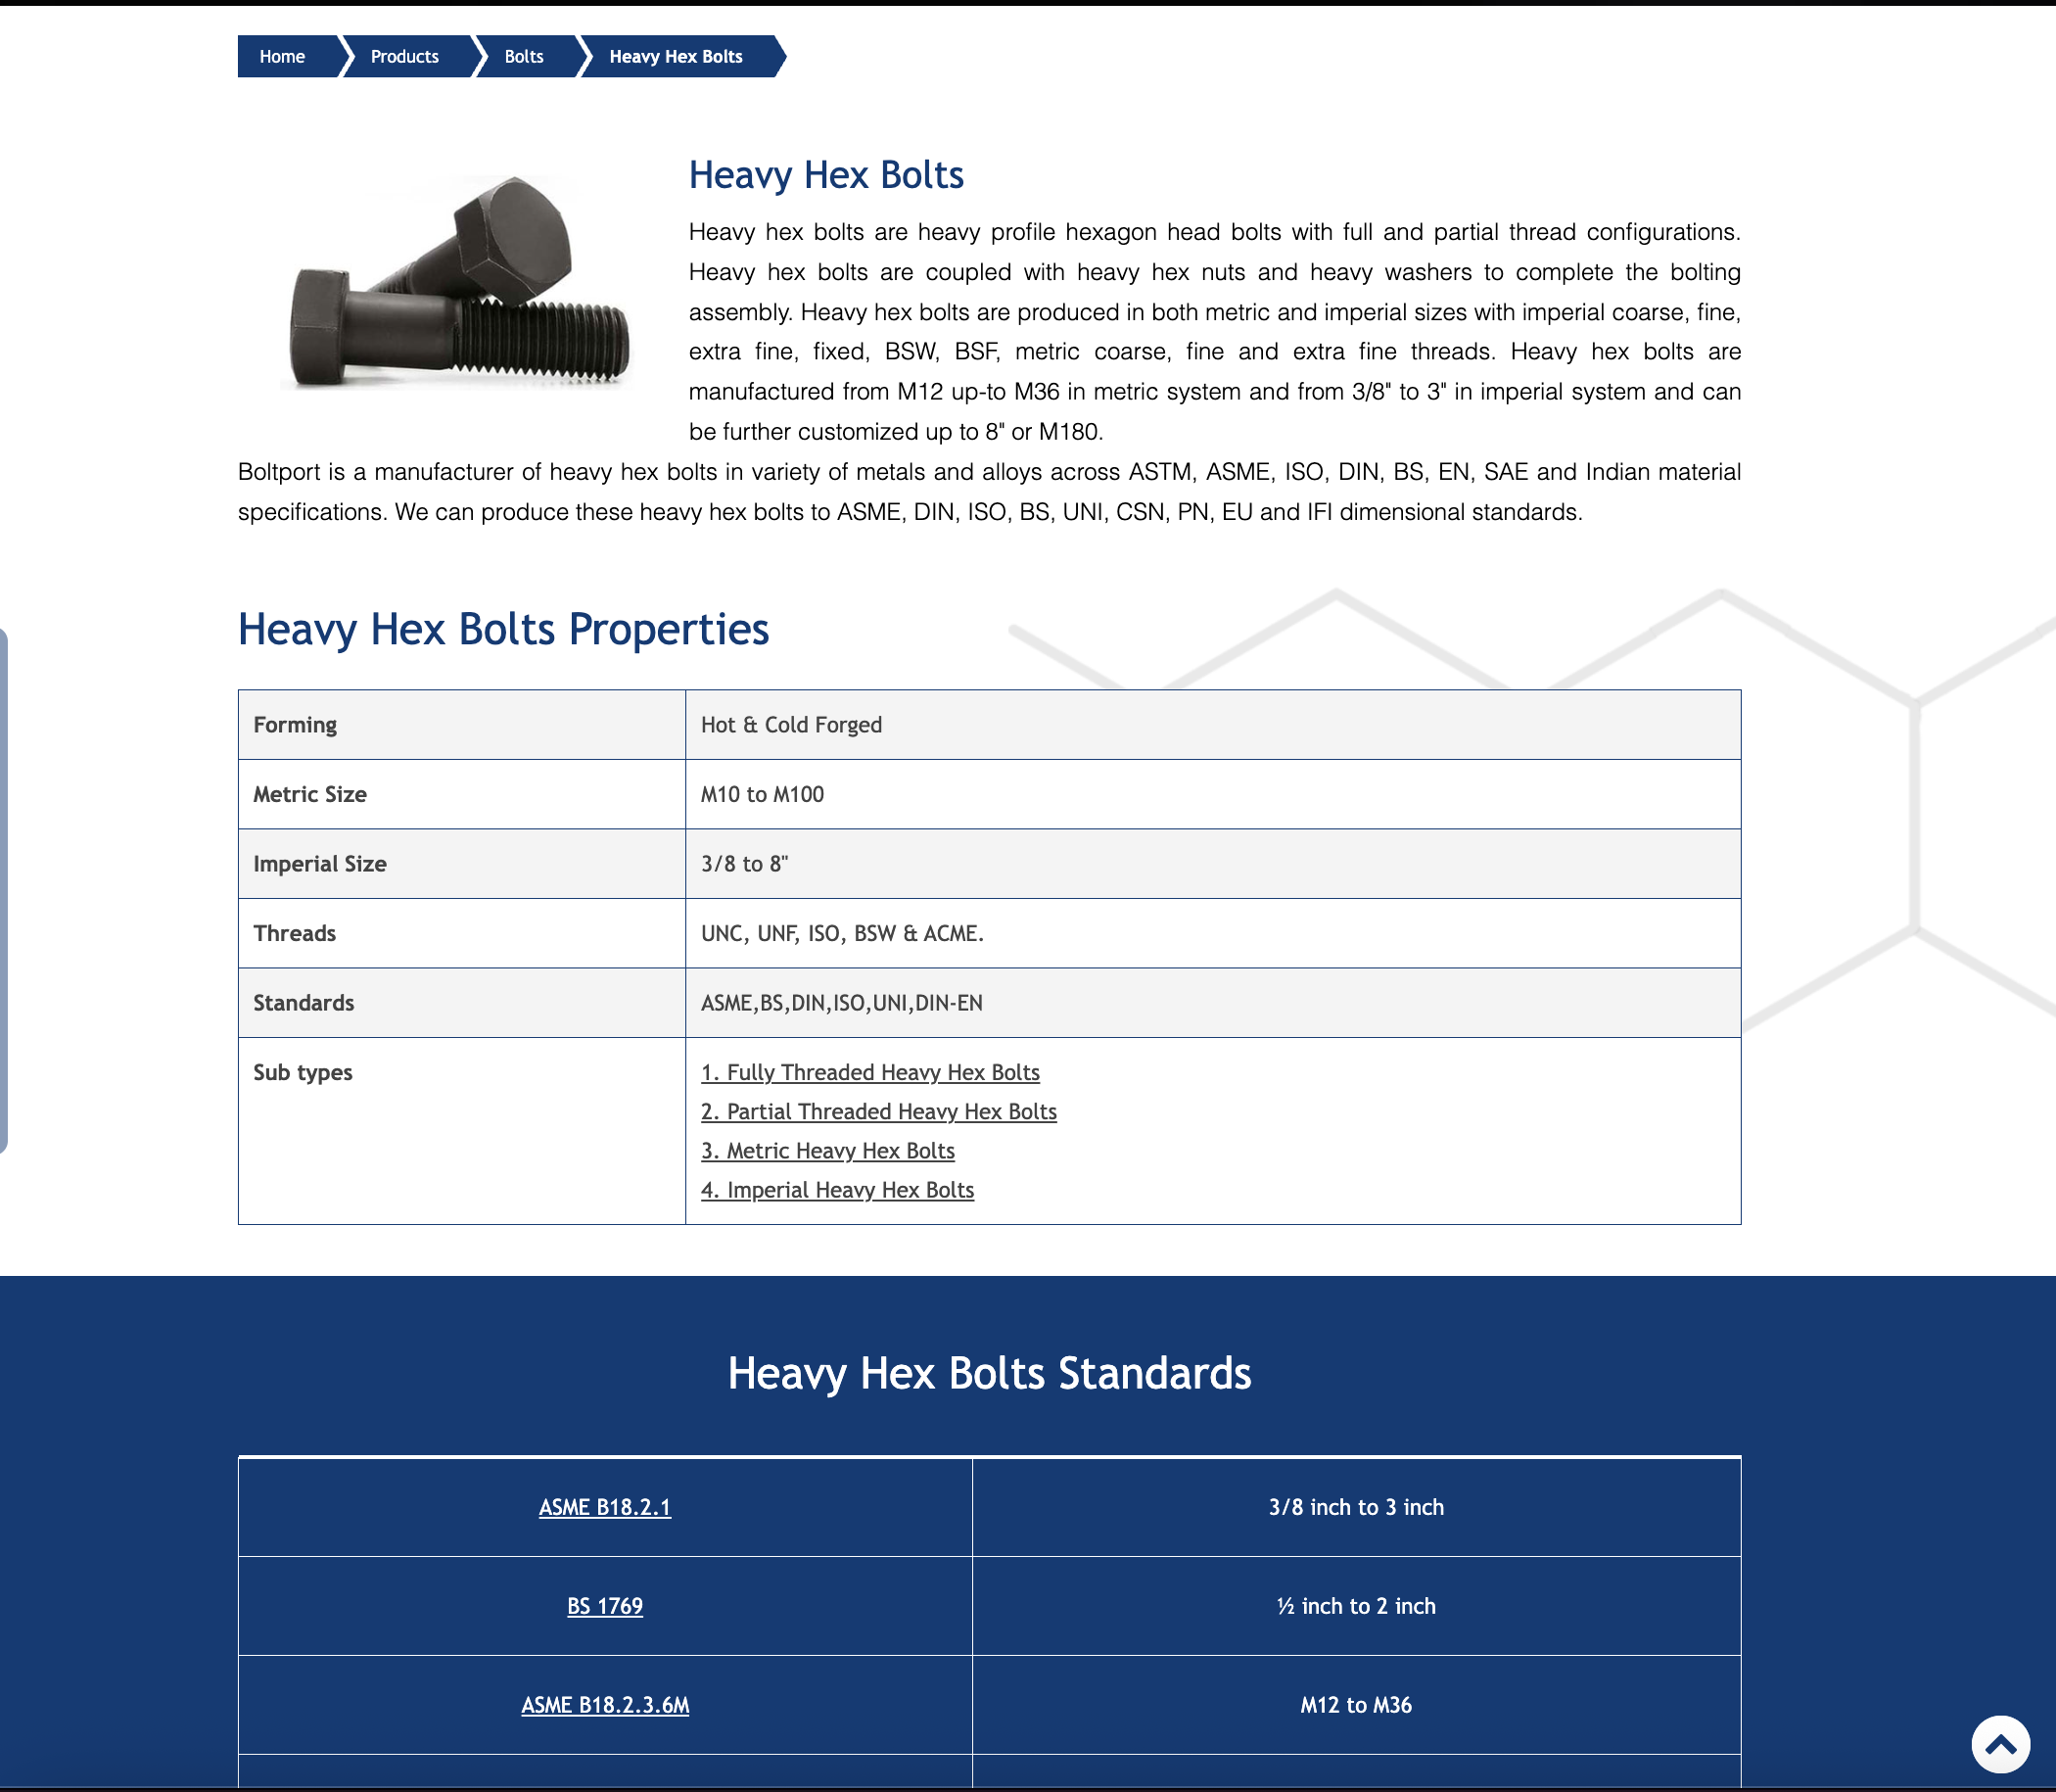 Home
Products
Bolts
Heavy Hex Bolts
Heavy Hex Bolts
Heavy hex bolts are heavy profile hexagon head bolts with full and partial thread configurations.
Heavy hex bolts are coupled with heavy hex nuts and heavy washers to complete the bolting
assembly. Heavy hex bolts are produced in both metric and imperial sizes with imperial coarse, fine,
extra fine, fixed, BSW, BSF, metric coarse, fine and extra fine threads. Heavy hex bolts are
manufactured from M12 up-to M36 in metric system and from 3/8" to 3" in imperial system and can
be further customized up to 8" or M180.
Boltport is a manufacturer of heavy hex bolts in variety of metals and alloys across ASTM, ASME, ISO, DIN, BS, EN, SAE and Indian material
specifications. We can produce these heavy hex bolts to ASME, DIN, ISO, BS, UNI, CSN, PN, EU and IFI dimensional standards.
Heavy Hex Bolts Properties
Forming
Hot & Cold Forged
Metric Size
M10 to M100
Imperial Size
3/8 to 8"
Threads
UNC, UNF, ISO, BSW & ACME.
Standards
ASME,BS,DIN,ISO,UNI,DIN-EN
Sub types
1. Fully Threaded Heavy Hex Bolts
2. Partial Threaded Heavy Hex Bolts
3. Metric Heavy Hex Bolts
4. Imperial Heavy Hex Bolts
Heavy Hex Bolts Standards
ASME B18.2.1
3/8 inch to 3 inch
BS 1769
½ inch to 2 inch
ASME B18.2.3.6M
M12 to M36